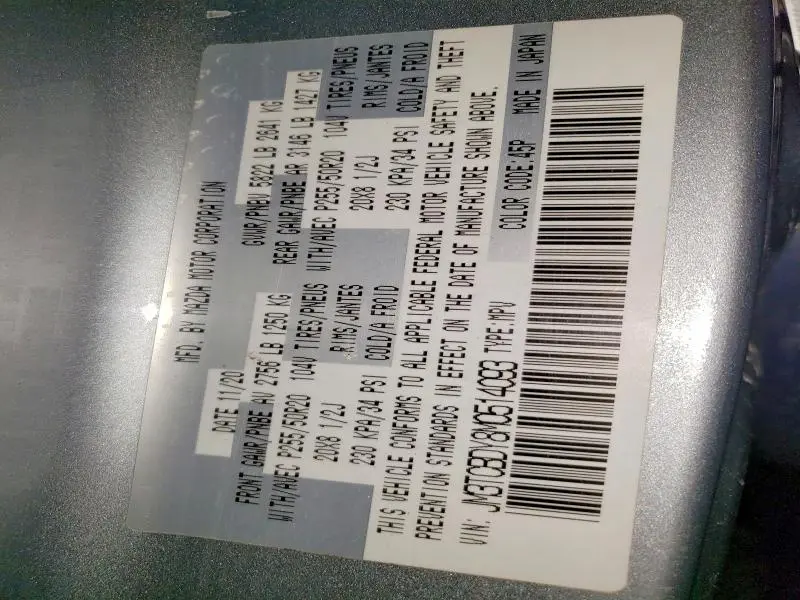 MFD. BY MAZDA MOTOR CORPORATION
DATE 11/20 GVWR/PNBV 5822 LB 2641 KG
FRONT GAWR/PNBE AV 2756 LB 1250 KG REAR GAWR/PNBE AR 3146 LB 1427 KG
WITH/AVEC P255/50R20 104V TIRES/PNEUS WITH/AVEC P255/50R20 104V TIRES/PNEUS
20X8 1/2J RIMS/JANTES 20X8 1/2J RIMS/JANTES
230 KPA/34 PSI COLD/A FROID 230 KPA/34 PSI COLD/A FROID
THIS VEHICLE CONFORMS TO ALL APPLICABLE FEDERAL MOTOR VEHICLE SAFETY AND THEFT
PREVENTION STANDARDS IN EFFECT ON THE DATE OF MANUFACTURE SHOWN ABOVE.
VIN: JM3TCBDY8M0514093 TYPE:MPV COLOR CODE:45P MADE IN JAPAN